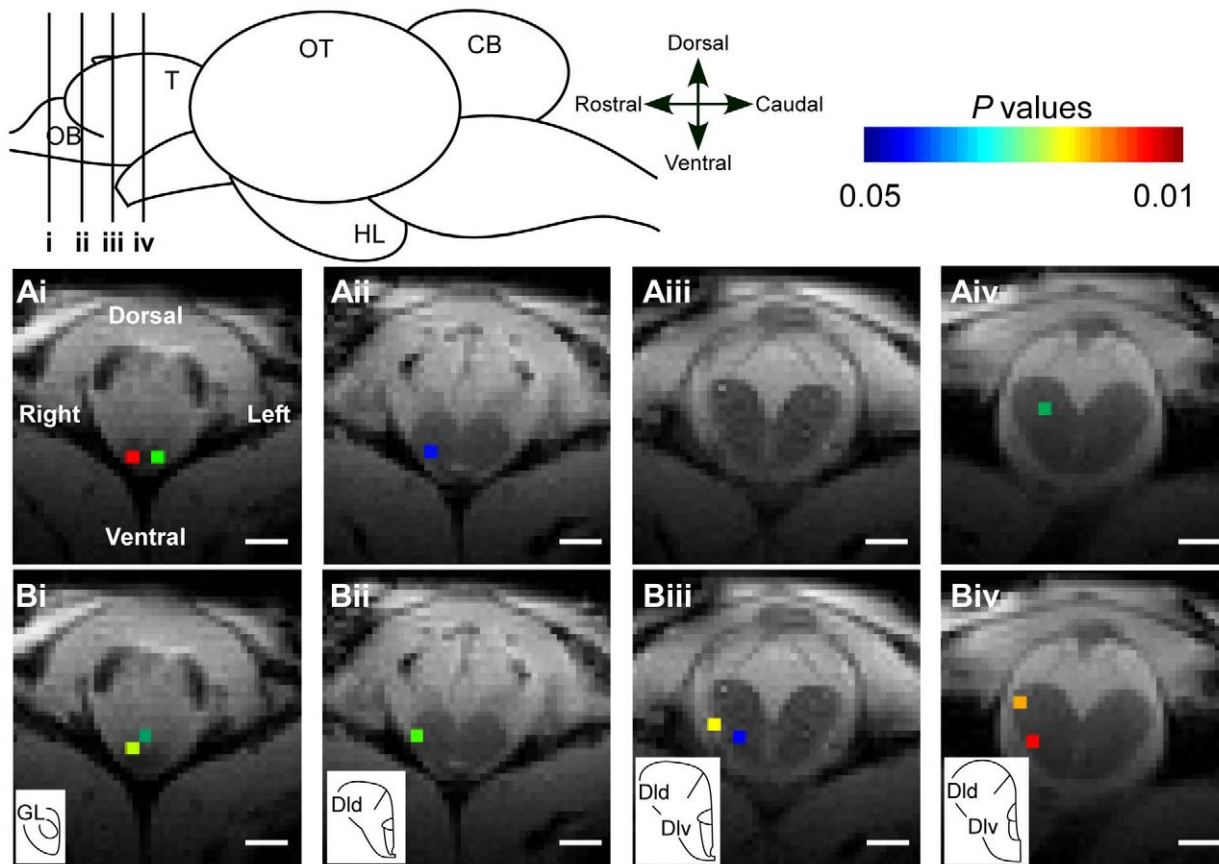 OT
CB
T
OB
HL
i ii iii iv
Dorsal
Rostral Caudal
Ventral
P values
0.05 0.01
Ai
Dorsal
Right Left
Ventral
Aii
Aiii
Aiv
Bi
GL
Bii
Dld
Biii
Dld
Dlv
Biv
Dld
Dlv